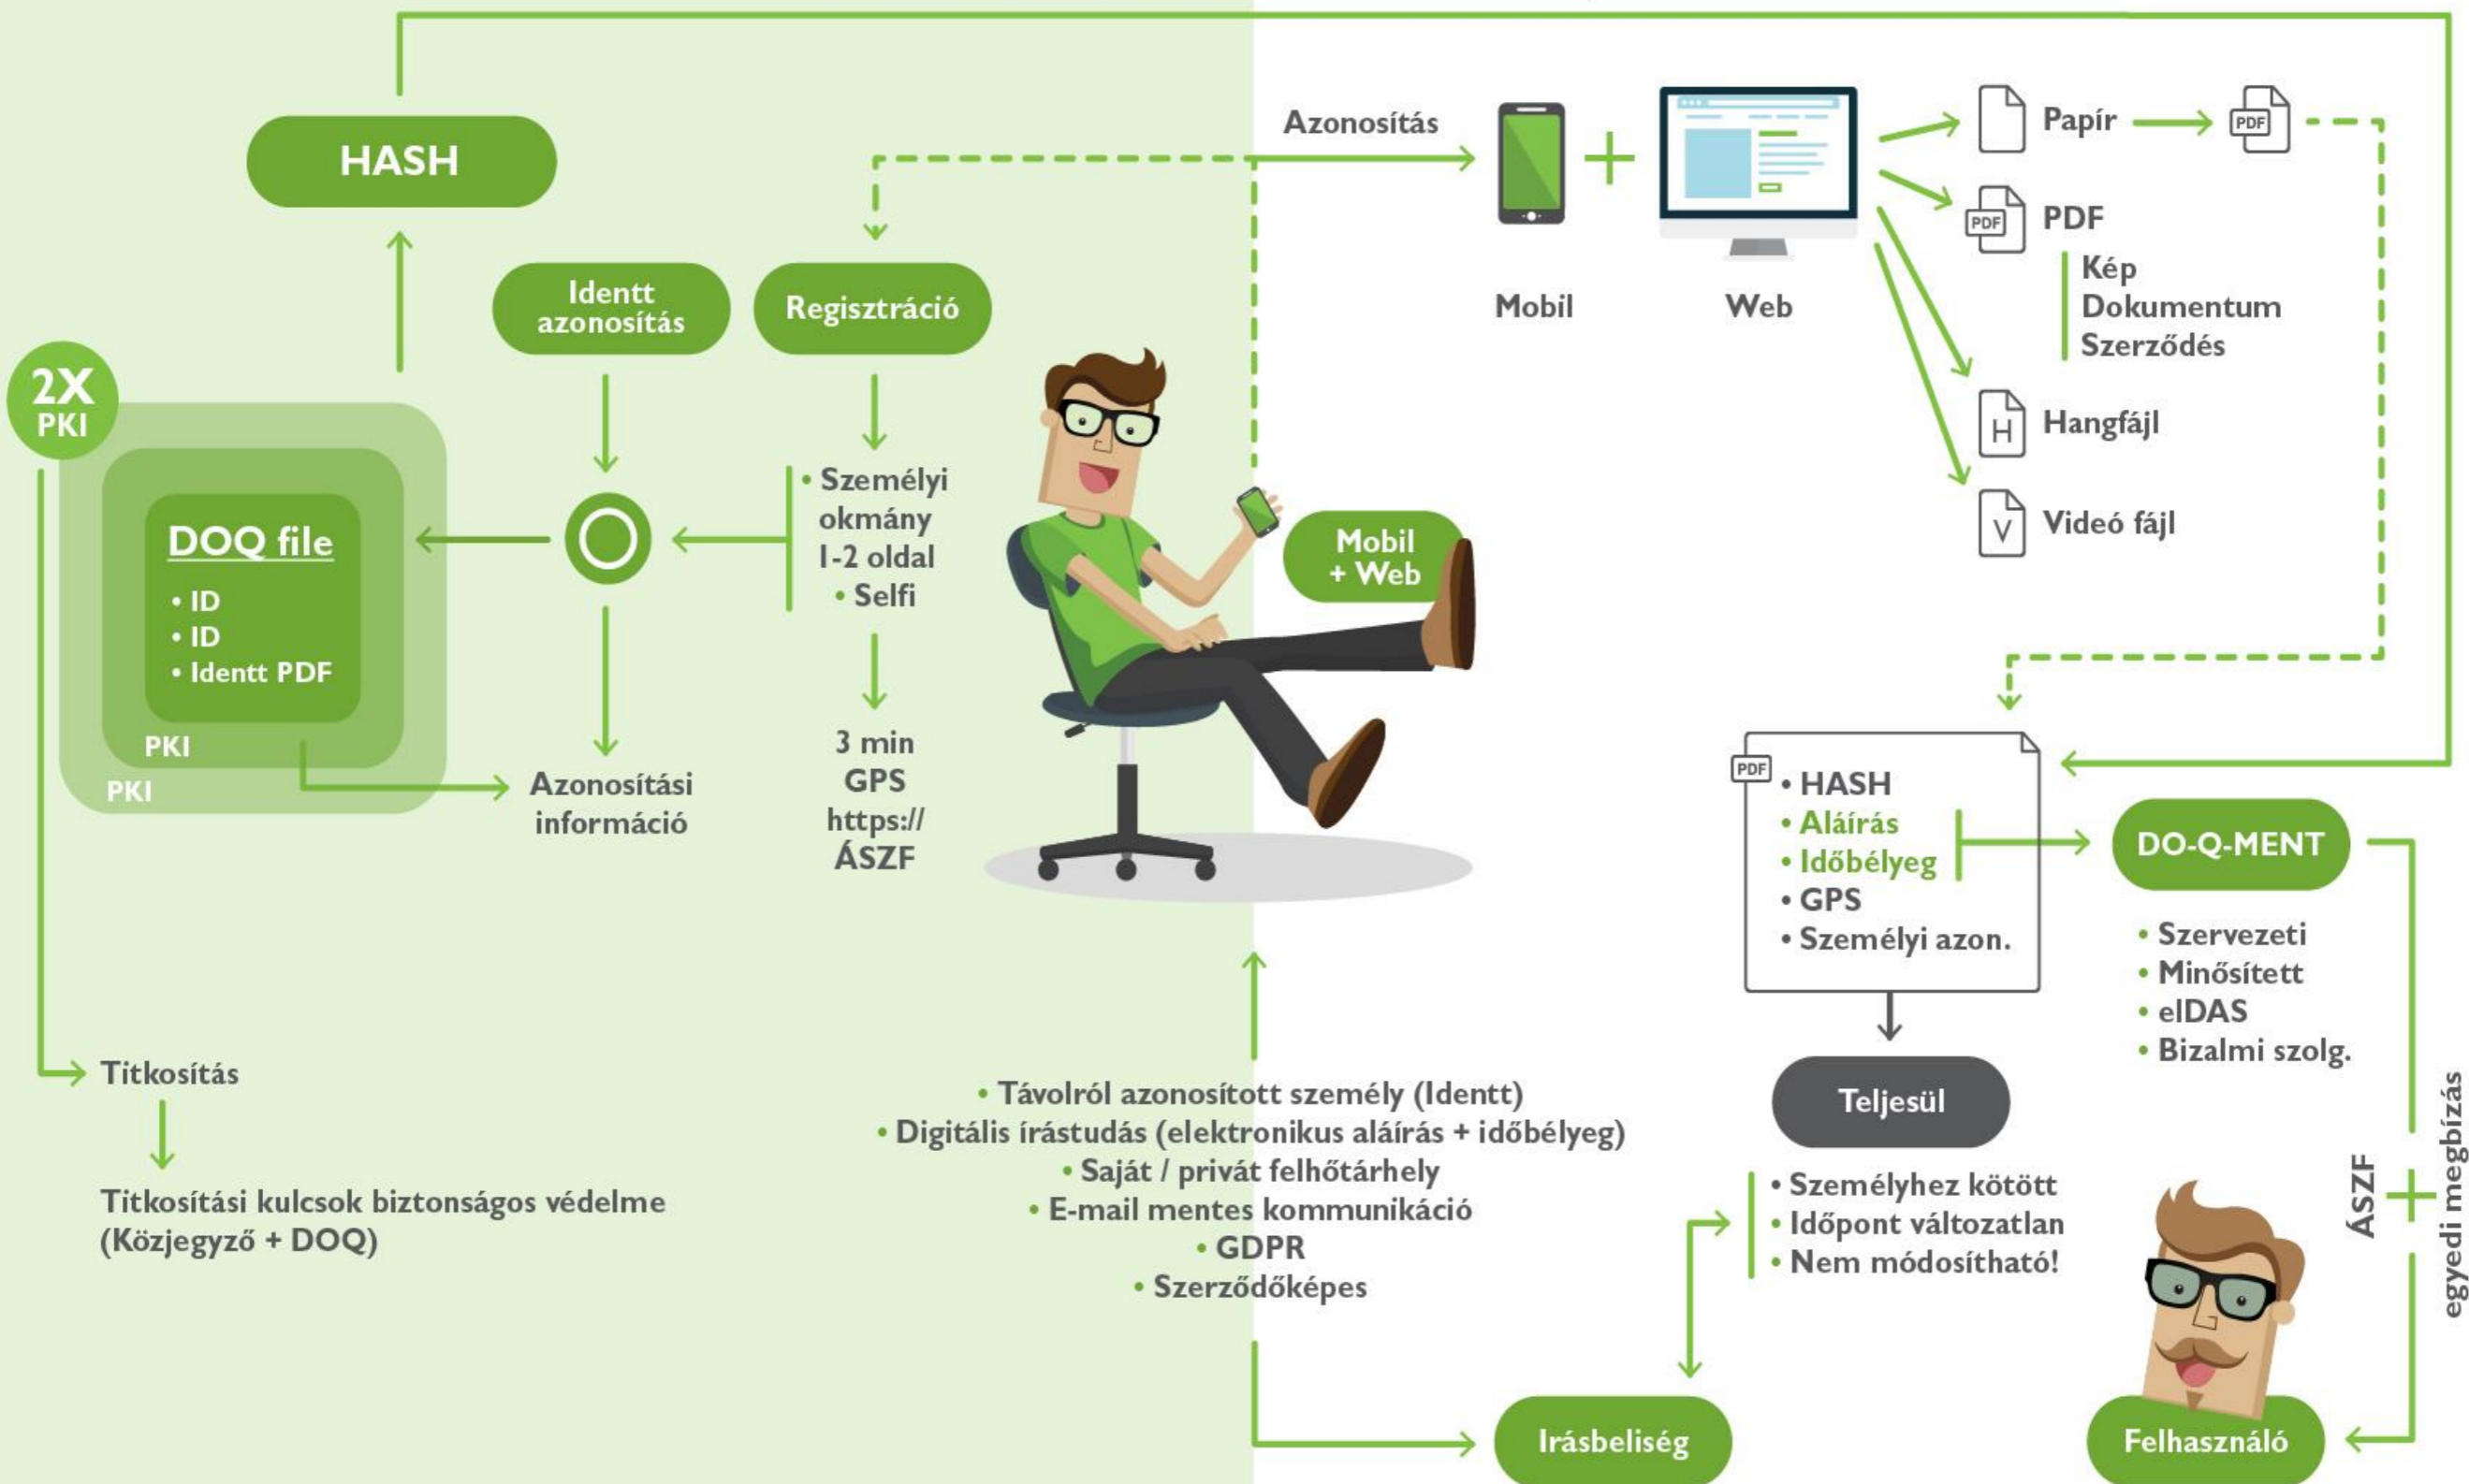 HASH
Identt
azonosítás
Regisztráció
2X
PKI
DOQ file
• ID
• ID
• Identt PDF
PKI
PKI
• Személyi
okmány
1-2 oldal
• Selfi
3 min
GPS
https://
ÁSZF
Azonosítási
információ
Titkosítás
Titkosítási kulcsok biztonságos védelme
(Közjegyző + DOQ)
Azonosítás
Mobil
Web
Papír
PDF
PDF
PDF
Kép
Dokumentum
Szerződés
H
Hangfájl
V
Videó fájl
Mobil
+ Web
PDF
• HASH
• Aláírás
• Időbélyeg
• GPS
• Személyi azon.
DO-Q-MENT
• Szervezeti
• Minősített
• eIDAS
• Bizalmi szolg.
Teljesül
• Személyhez kötött
• Időpont változatlan
• Nem módosítható!
• Távolról azonosított személy (Identt)
• Digitális írástudás (elektronikus aláírás + időbélyeg)
• Saját / privát felhőtárhely
• E-mail mentes kommunikáció
• GDPR
• Szerződőképes
ÁSZF
egyedi megbízás
Irásbeliség
Felhasználó